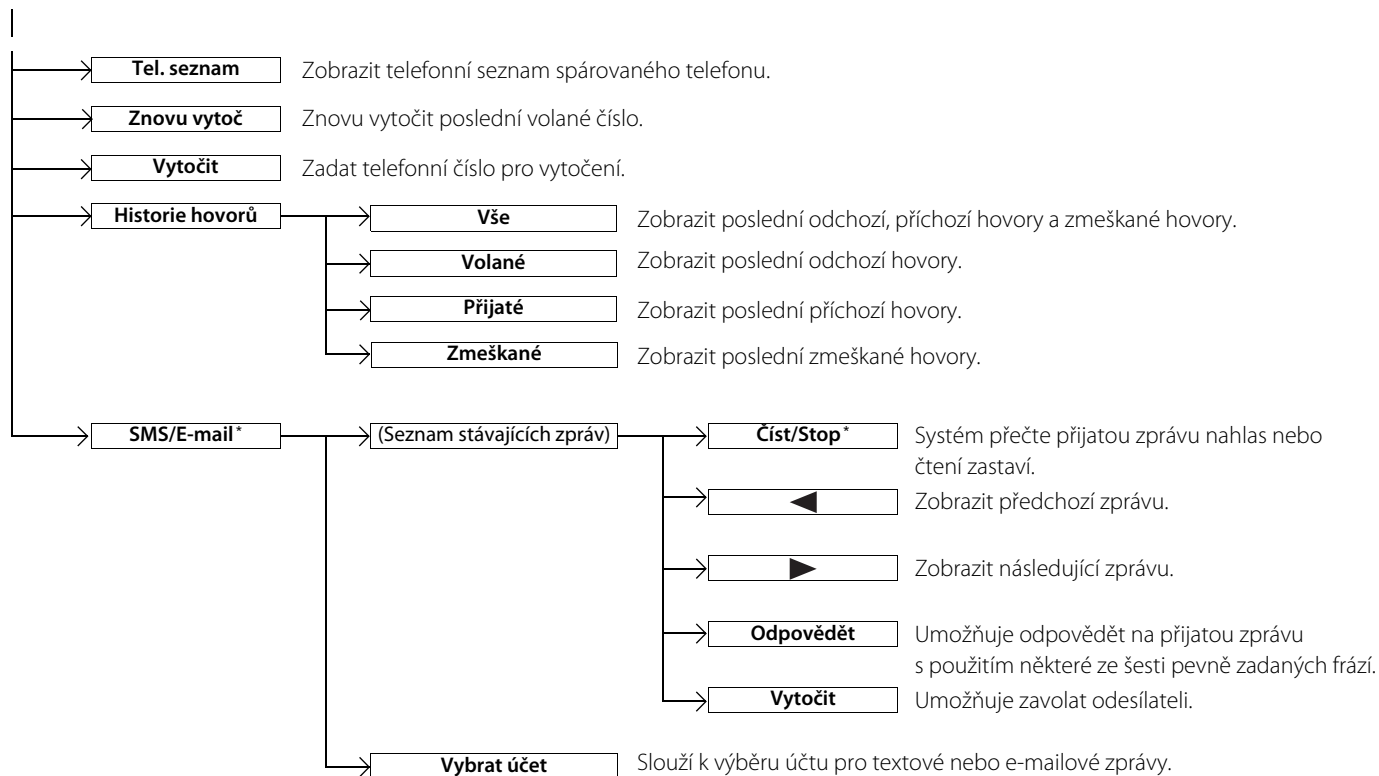 Tel. seznam Zobrazit telefonní seznam spárovaného telefonu.
Znovu vytoč Znovu vytočit poslední volané číslo.
Vytočit Zadat telefonní číslo pro vytočení.
Historie hovorů Vše Zobrazit poslední odchozí, příchozí hovory a zmeškané hovory.
Volané Zobrazit poslední odchozí hovory.
Přijaté Zobrazit poslední příchozí hovory.
Zmeškané Zobrazit poslední zmeškané hovory.
SMS/E-mail* (Seznam stávajících zpráv) Číst/Stop* Systém přečte přijatou zprávu nahlas nebo
čtení zastaví.
Zobrazit předchozí zprávu.
Zobrazit následující zprávu.
Odpovědět Umožňuje odpovědět na přijatou zprávu
s použitím některé ze šesti pevně zadaných frází.
Vytočit Umožňuje zavolat odesílateli.
Vybrat účet Slouží k výběru účtu pro textové nebo e-mailové zprávy.